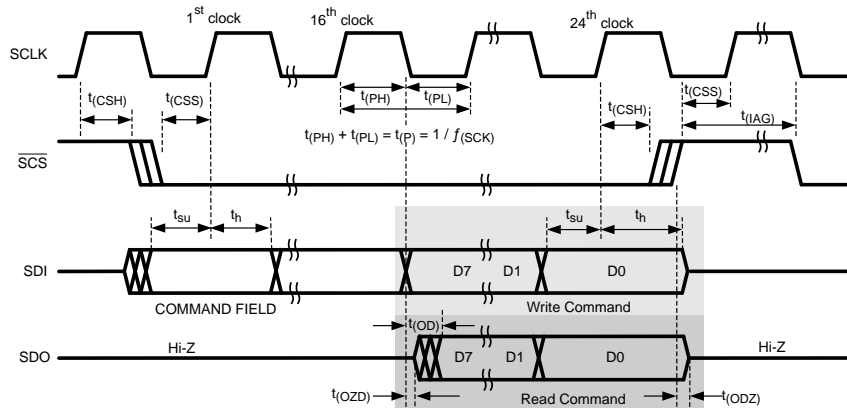 1st clock 16th clock 24th clock
SCLK
t(CSH) t(CSS) t(PH) t(PL) t(CSH) t(CSS) t(IAG)
t(PH) + t(PL) = t(P) = 1 / f(SCK)
SCS
tsu th tsu th
SDI D7 D1 D0
COMMAND FIELD Write Command
t(OD)
SDO Hi-Z D7 D1 D0 Hi-Z
t(OZD) Read Command t(ODZ)